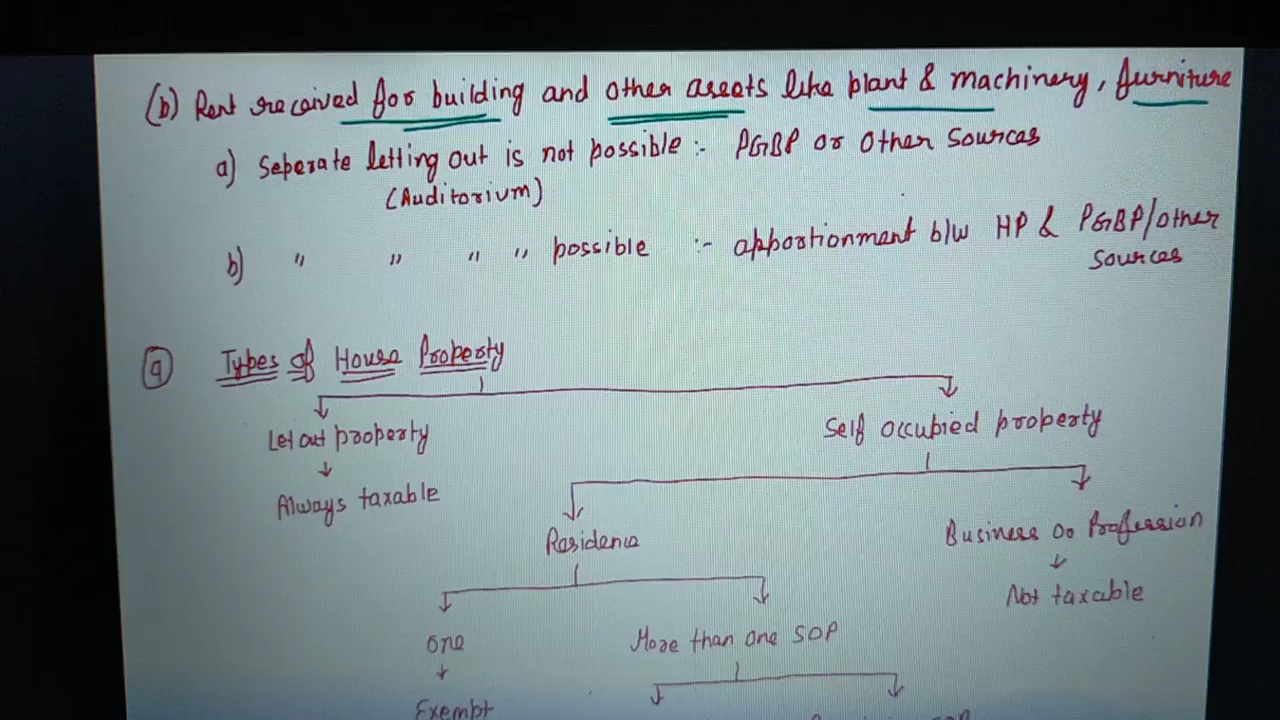 (b) Rent received for building and other assets like plant & machinery, furniture
a) Seperate letting out is not possible :- PGBP or Other Sources
(Auditorium)
b) " " " " possible :- apportionment b/w HP & PGBP/Other
Sources
9 Types of House Property
Let out property
Self occupied property
Always taxable
Residence
Business or Profession
Not taxable
One
More than one SOP
Exempt